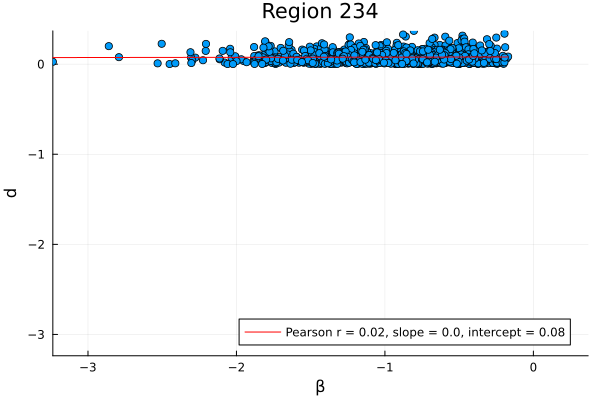 Region 234
d
0
−1
−2
−3
Pearson r = 0.02, slope = 0.0, intercept = 0.08
−3 −2 −1 0
β